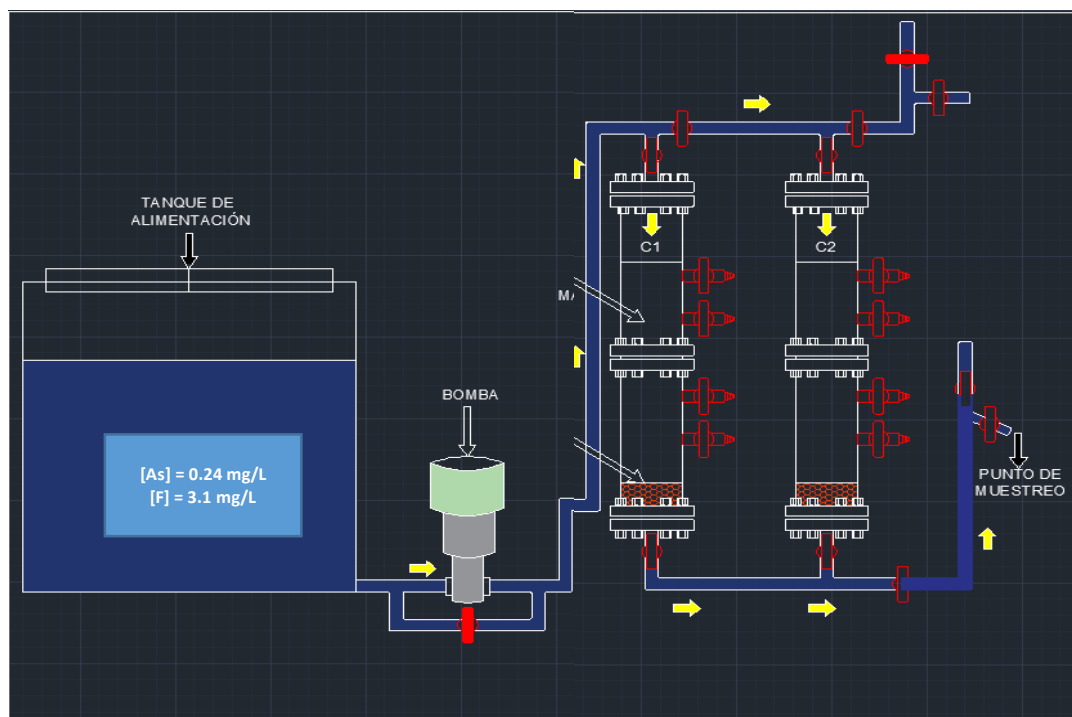 TANQUE DE
ALIMENTACIÓN
[As] = 0.24 mg/L
[F] = 3.1 mg/L
BOMBA
C1
C2
PUNTO DE
MUESTREO